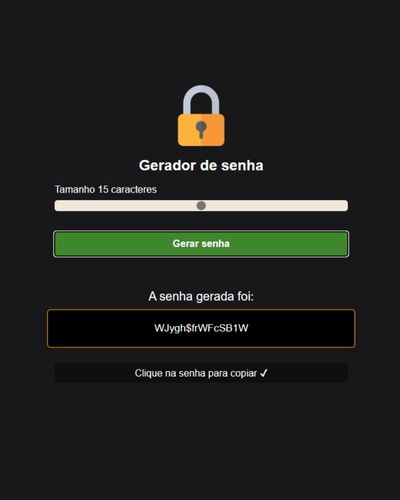 Gerador de senha
Tamanho 15 caracteres
Gerar senha
A senha gerada foi:
WJygh$frWFcSB1W
Clique na senha para copiar ✓